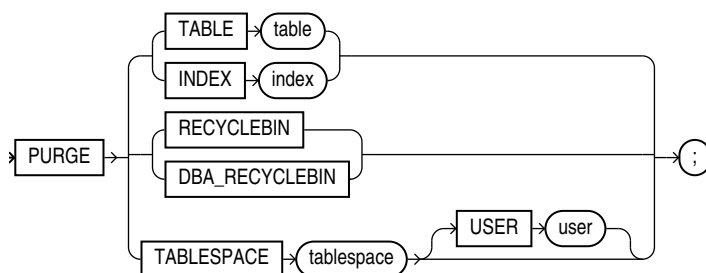 TABLE table
INDEX index
RECYCLEBIN
PURGE ;
DBA_RECYCLEBIN
USER user
TABLESPACE tablespace